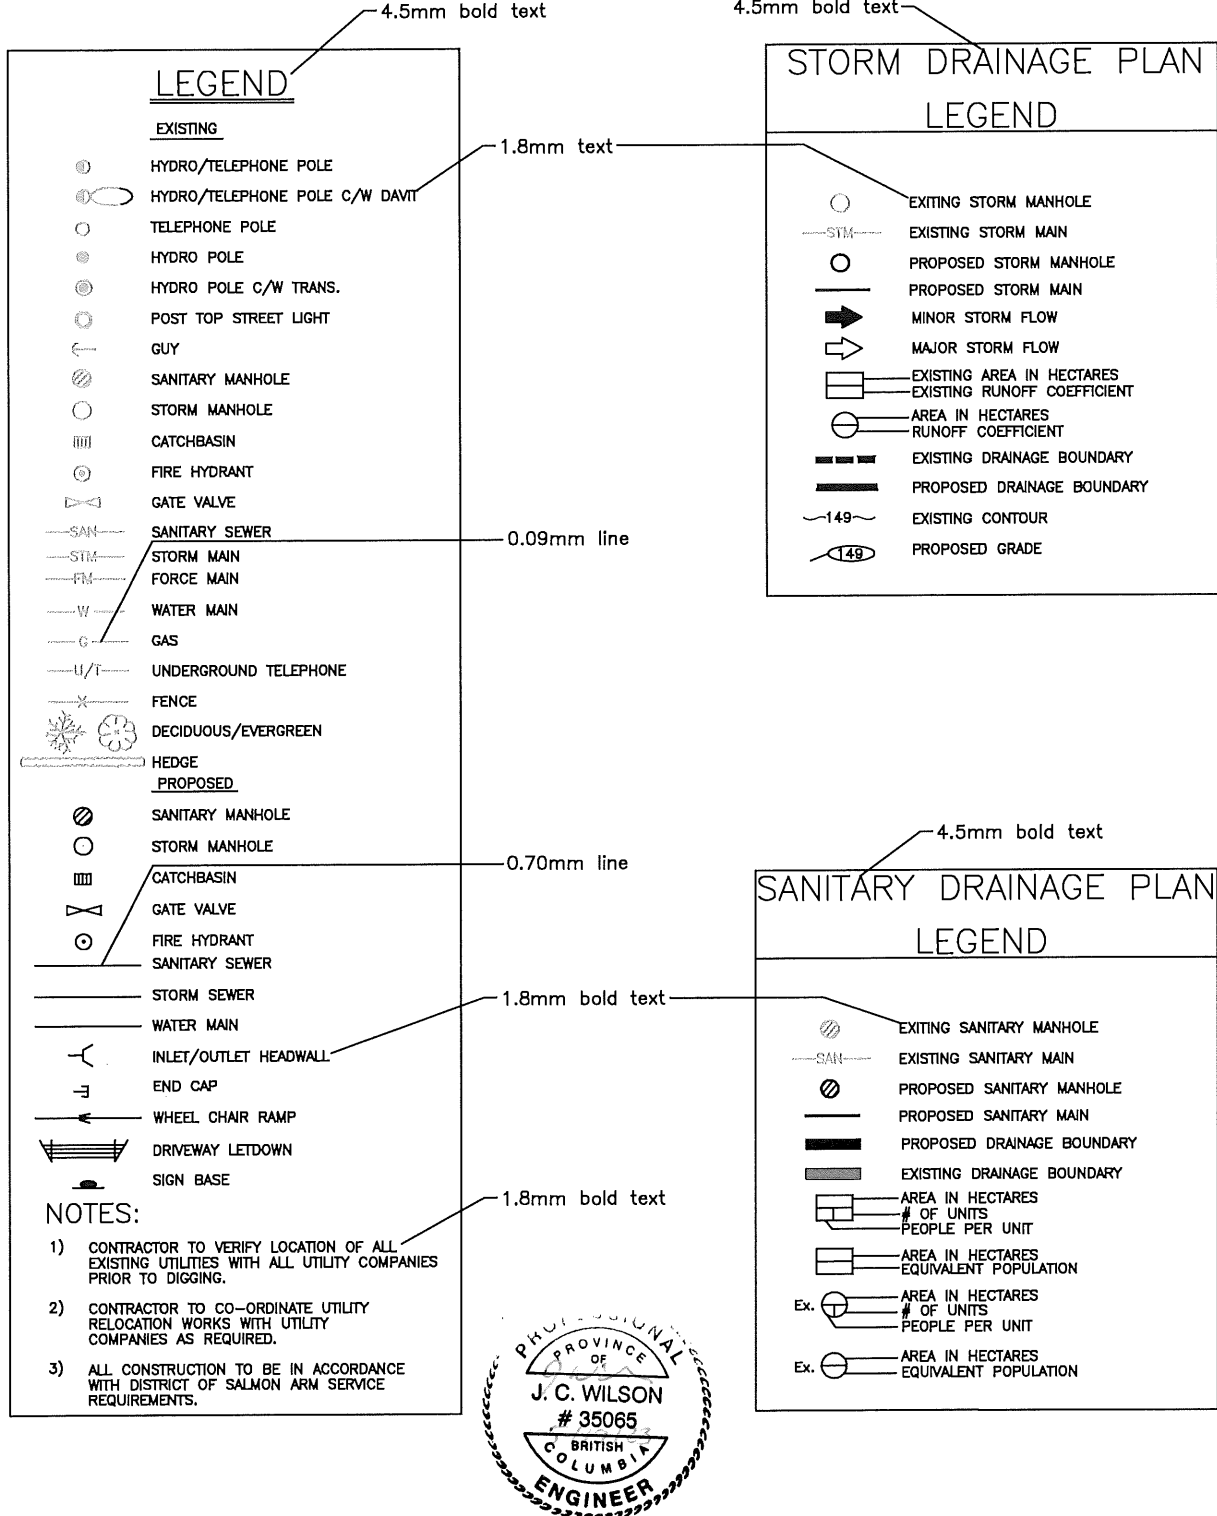 4.5mm bold text
LEGEND
EXISTING
HYDRO/TELEPHONE POLE
1.8mm text
HYDRO/TELEPHONE POLE C/W DAVIT
TELEPHONE POLE
HYDRO POLE
HYDRO POLE C/W TRANS.
POST TOP STREET LIGHT
GUY
SANITARY MANHOLE
STORM MANHOLE
CATCHBASIN
FIRE HYDRANT
GATE VALVE
SAN SANITARY SEWER
0.09mm line
STM STORM MAIN
FM FORCE MAIN
W WATER MAIN
G GAS
U/T UNDERGROUND TELEPHONE
X FENCE
DECIDUOUS/EVERGREEN
HEDGE
PROPOSED
SANITARY MANHOLE
STORM MANHOLE
0.70mm line
CATCHBASIN
GATE VALVE
FIRE HYDRANT
SANITARY SEWER
STORM SEWER
1.8mm bold text
WATER MAIN
INLET/OUTLET HEADWALL
END CAP
WHEEL CHAIR RAMP
DRIVEWAY LETDOWN
SIGN BASE
NOTES:
1.8mm bold text
1) CONTRACTOR TO VERIFY LOCATION OF ALL
EXISTING UTILITIES WITH ALL UTILITY COMPANIES
PRIOR TO DIGGING.
2) CONTRACTOR TO CO-ORDINATE UTILITY
RELOCATION WORKS WITH UTILITY
COMPANIES AS REQUIRED.
3) ALL CONSTRUCTION TO BE IN ACCORDANCE
WITH DISTRICT OF SALMON ARM SERVICE
REQUIREMENTS.
4.5mm bold text
STORM DRAINAGE PLAN
LEGEND
EXITING STORM MANHOLE
STM EXISTING STORM MAIN
PROPOSED STORM MANHOLE
PROPOSED STORM MAIN
MINOR STORM FLOW
MAJOR STORM FLOW
EXISTING AREA IN HECTARES
EXISTING RUNOFF COEFFICIENT
AREA IN HECTARES
RUNOFF COEFFICIENT
EXISTING DRAINAGE BOUNDARY
PROPOSED DRAINAGE BOUNDARY
149 EXISTING CONTOUR
149 PROPOSED GRADE
4.5mm bold text
SANITARY DRAINAGE PLAN
LEGEND
EXITING SANITARY MANHOLE
SAN EXISTING SANITARY MAIN
PROPOSED SANITARY MANHOLE
PROPOSED SANITARY MAIN
PROPOSED DRAINAGE BOUNDARY
EXISTING DRAINAGE BOUNDARY
AREA IN HECTARES
# OF UNITS
PEOPLE PER UNIT
AREA IN HECTARES
EQUIVALENT POPULATION
Ex. AREA IN HECTARES
# OF UNITS
PEOPLE PER UNIT
Ex. AREA IN HECTARES
EQUIVALENT POPULATION
PROFESSIONAL
PROVINCE
OF
J. C. WILSON
# 35065
BRITISH
COLUMBIA
ENGINEER